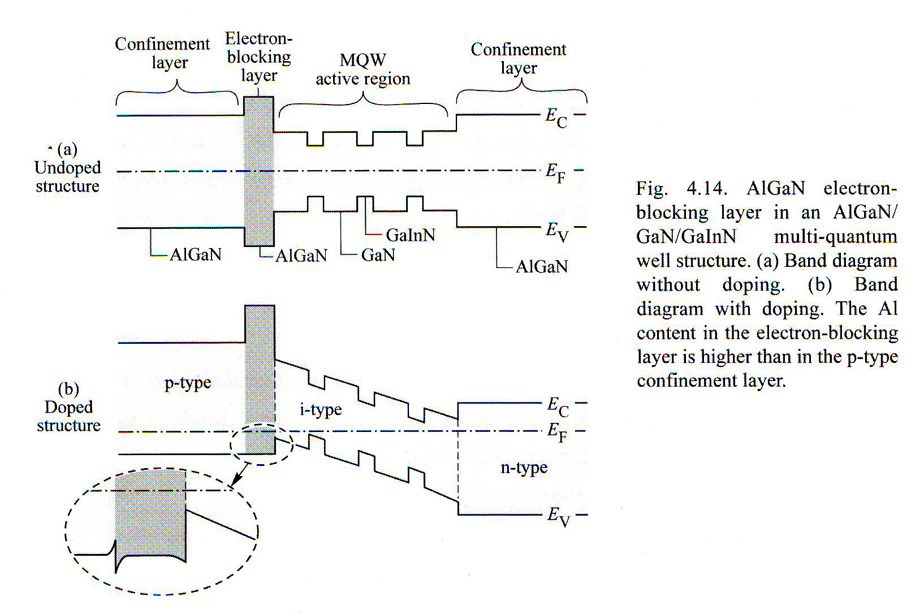 Confinement
layer
Electron-
blocking
layer
MQW
active region
Confinement
layer
E_C
(a)
Undoped
structure
E_F
E_V
AlGaN
AlGaN
GaN
GaInN
AlGaN
Fig. 4.14. AlGaN electron-
blocking layer in an AlGaN/
GaN/GaInN multi-quantum
well structure. (a) Band diagram
without doping. (b) Band
diagram with doping. The Al
content in the electron-blocking
layer is higher than in the p-type
confinement layer.
(b)
Doped
structure
p-type
i-type
E_C
E_F
n-type
E_V